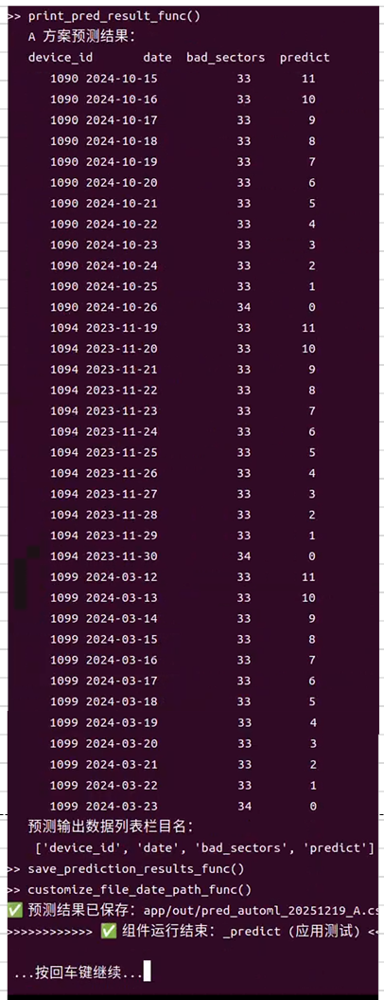 >> print_pred_result_func()
A 方案预测结果：
device_id date bad_sectors predict
1090 2024-10-15 33 11
1090 2024-10-16 33 10
1090 2024-10-17 33 9
1090 2024-10-18 33 8
1090 2024-10-19 33 7
1090 2024-10-20 33 6
1090 2024-10-21 33 5
1090 2024-10-22 33 4
1090 2024-10-23 33 3
1090 2024-10-24 33 2
1090 2024-10-25 33 1
1090 2024-10-26 34 0
1094 2023-11-19 33 11
1094 2023-11-20 33 10
1094 2023-11-21 33 9
1094 2023-11-22 33 8
1094 2023-11-23 33 7
1094 2023-11-24 33 6
1094 2023-11-25 33 5
1094 2023-11-26 33 4
1094 2023-11-27 33 3
1094 2023-11-28 33 2
1094 2023-11-29 33 1
1094 2023-11-30 34 0
1099 2024-03-12 33 11
1099 2024-03-13 33 10
1099 2024-03-14 33 9
1099 2024-03-15 33 8
1099 2024-03-16 33 7
1099 2024-03-17 33 6
1099 2024-03-18 33 5
1099 2024-03-19 33 4
1099 2024-03-20 33 3
1099 2024-03-21 33 2
1099 2024-03-22 33 1
1099 2024-03-23 34 0
预测输出数据列表栏目名：
['device_id', 'date', 'bad_sectors', 'predict']
>> save_prediction_results_func()
>> customize_file_date_path_func()
✅ 预测结果已保存：app/out/pred_automl_20251219_A.cs
>>>>>>>>>>>> ✅ 组件运行结束：_predict (应用测试) <<
...按回车键继续...